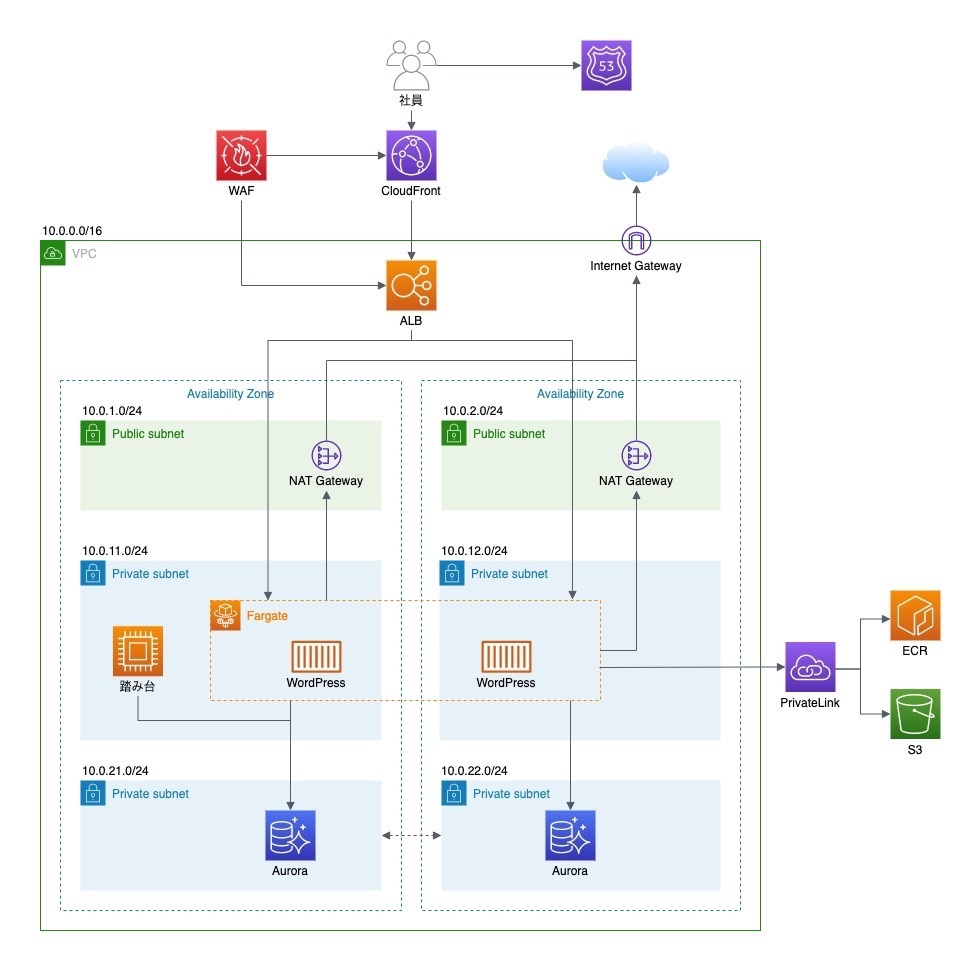 53
社員
WAF
CloudFront
10.0.0.0/16
VPC
Internet Gateway
ALB
Availability Zone
Availability Zone
10.0.1.0/24
10.0.2.0/24
Public subnet
Public subnet
NAT Gateway
NAT Gateway
10.0.11.0/24
10.0.12.0/24
Private subnet
Private subnet
Fargate
踏み台
WordPress
WordPress
ECR
PrivateLink
S3
10.0.21.0/24
10.0.22.0/24
Private subnet
Private subnet
Aurora
Aurora